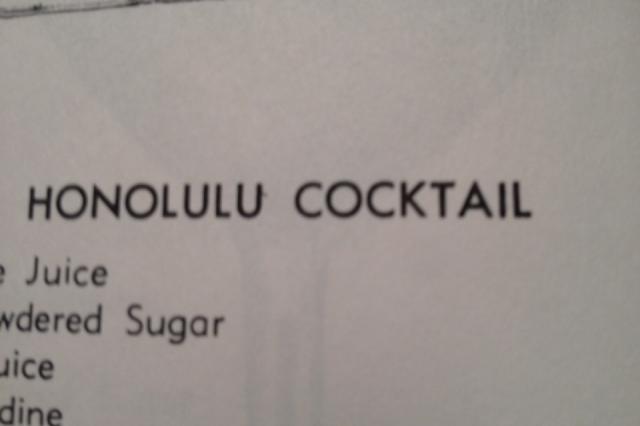 HONOLULU COCKTAIL
e Juice
wdered Sugar
uice
dine